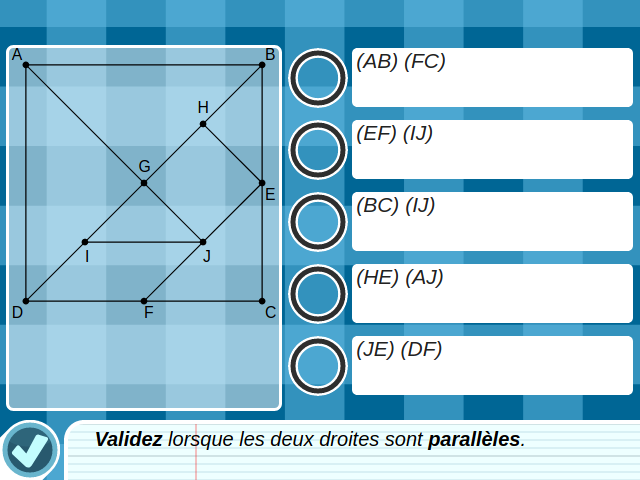 A
B
(AB) (FC)
H
(EF) (IJ)
G
E
(BC) (IJ)
I
J
(HE) (AJ)
D
F
C
(JE) (DF)
Validez lorsque les deux droites sont parallèles.